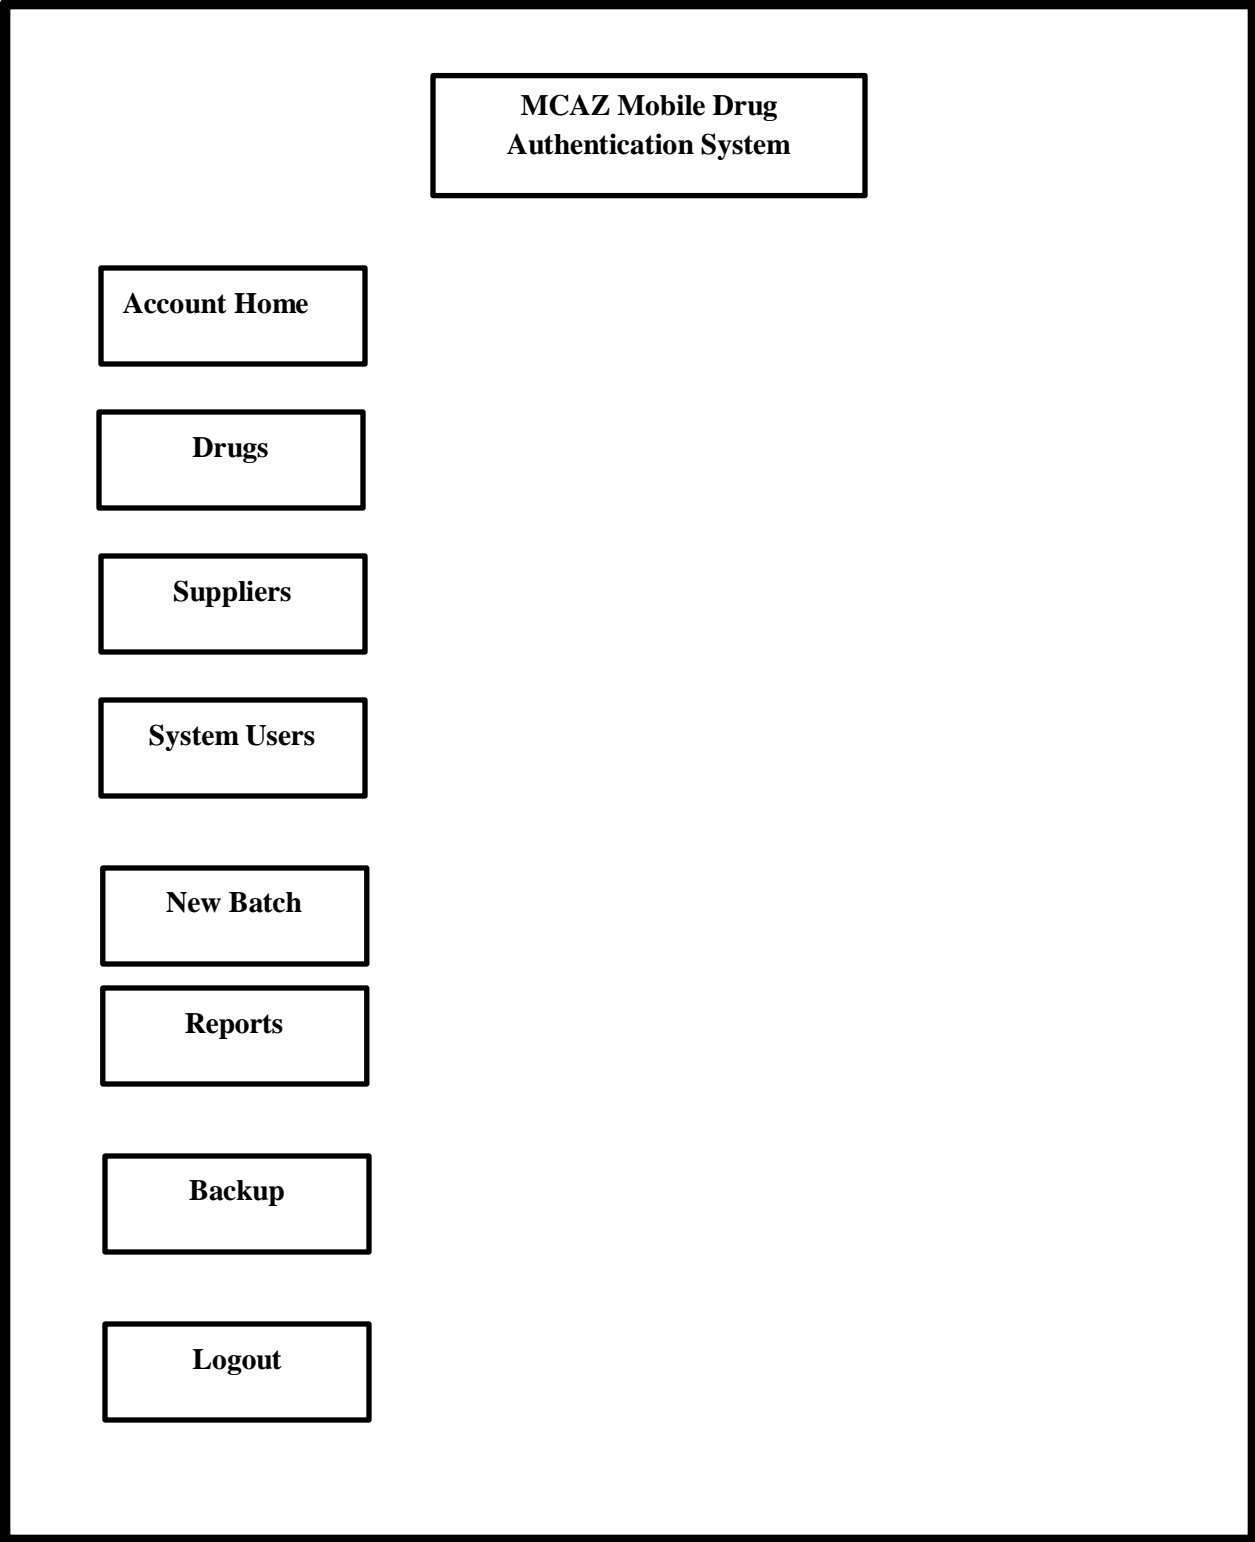 MCAZ Mobile Drug
Authentication System
Account Home
Drugs
Suppliers
System Users
New Batch
Reports
Backup
Logout